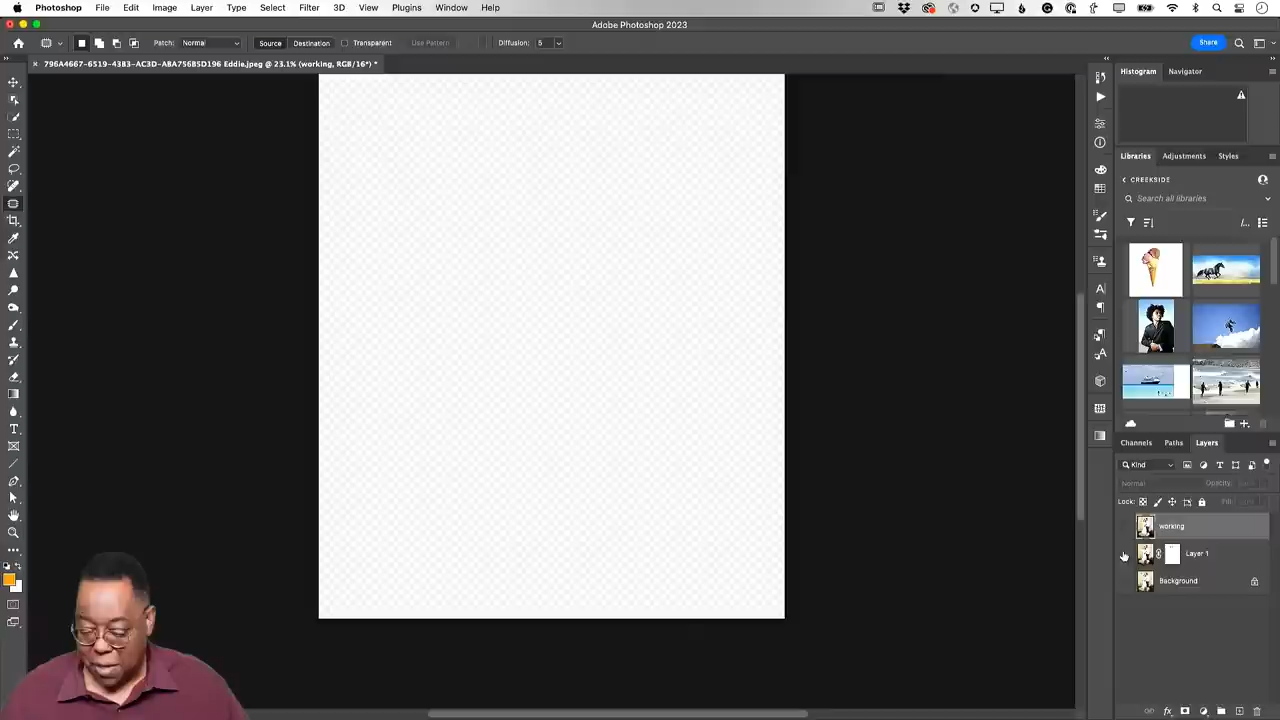 Photoshop File Edit Image Layer Type Select Filter 3D View Plugins Window Help
Adobe Photoshop 2023
Patch: Normal Source Destination Transparent Use Pattern Diffusion: 5 Share
796A4667-6519-43B3-AC3D-ABA756B5D196 Eddie.jpeg @ 23.1% (working, RGB/16*) *
Histogram Navigator
Libraries Adjustments Styles
CREEKSIDE
Search all libraries
Channels Paths Layers
Kind
Normal Opacity:
Lock: Fill:
working
Layer 1
Background